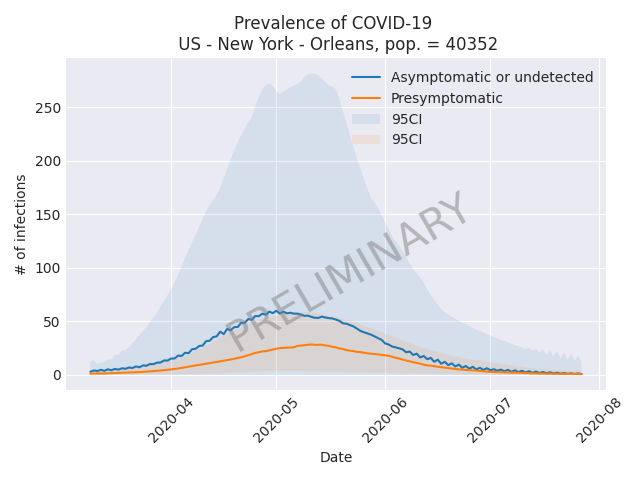 Prevalence of COVID-19
US - New York - Orleans, pop. = 40352
Asymptomatic or undetected
Presymptomatic
95CI
95CI
# of infections
250
200
150
100
50
0
PRELIMINARY
2020-04
2020-05
2020-06
2020-07
2020-08
Date